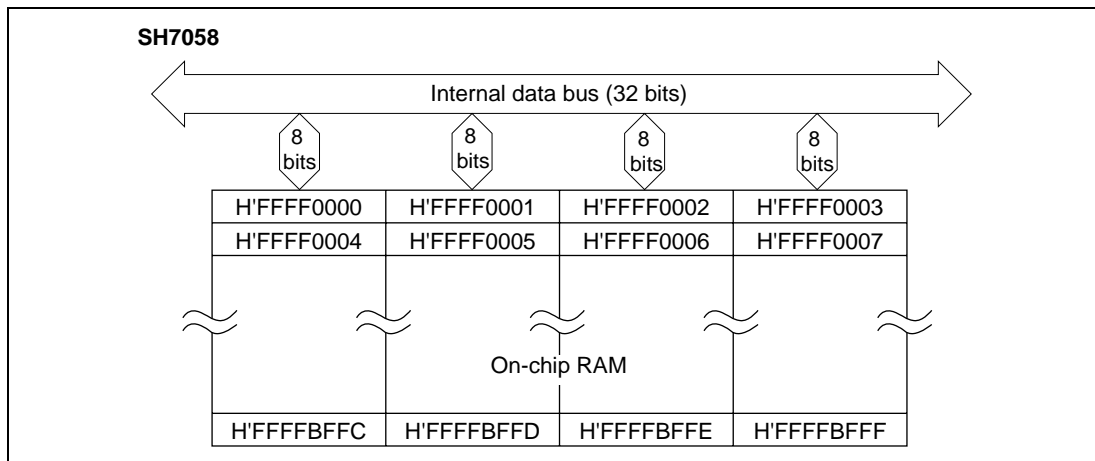 SH7058
Internal data bus (32 bits)
8 bits
8 bits
8 bits
8 bits
H'FFFF0000 H'FFFF0001 H'FFFF0002 H'FFFF0003
H'FFFF0004 H'FFFF0005 H'FFFF0006 H'FFFF0007
On-chip RAM
H'FFFFBFFC H'FFFFBFFD H'FFFFBFFE H'FFFFBFFF